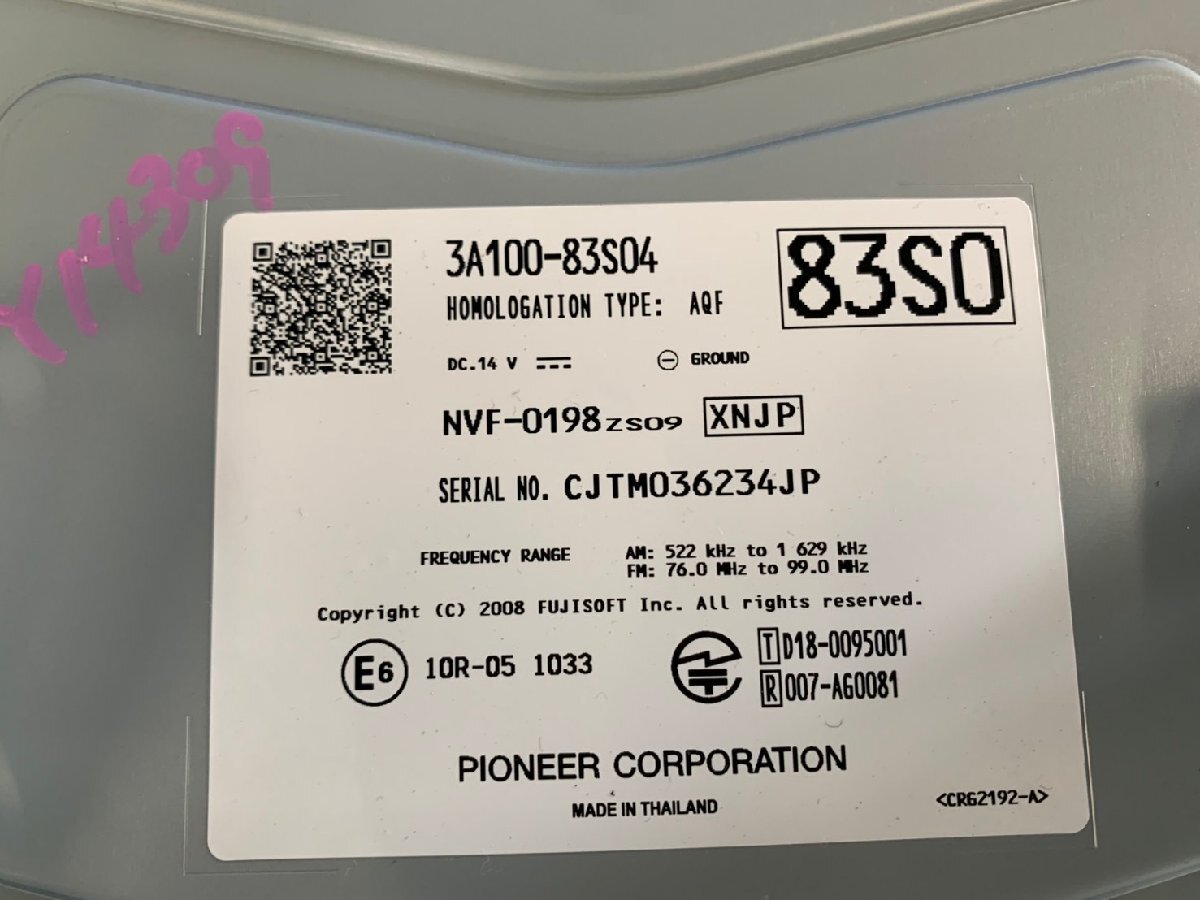 Y14309
3A100-83S04
83S0
HOMOLOGATION TYPE: AQF
DC.14 V
GROUND
NVF-0198ZS09 XNJP
SERIAL NO. CJTM036234JP
FREQUENCY RANGE
AM: 522 kHz to 1 629 kHz
FM: 76.0 MHz to 99.0 MHz
Copyright (C) 2008 FUJISOFT Inc. All rights reserved.
E6 10R-05 1033
T D18-0095001
R 007-AG0081
PIONEER CORPORATION
MADE IN THAILAND
<CRG2192-A>